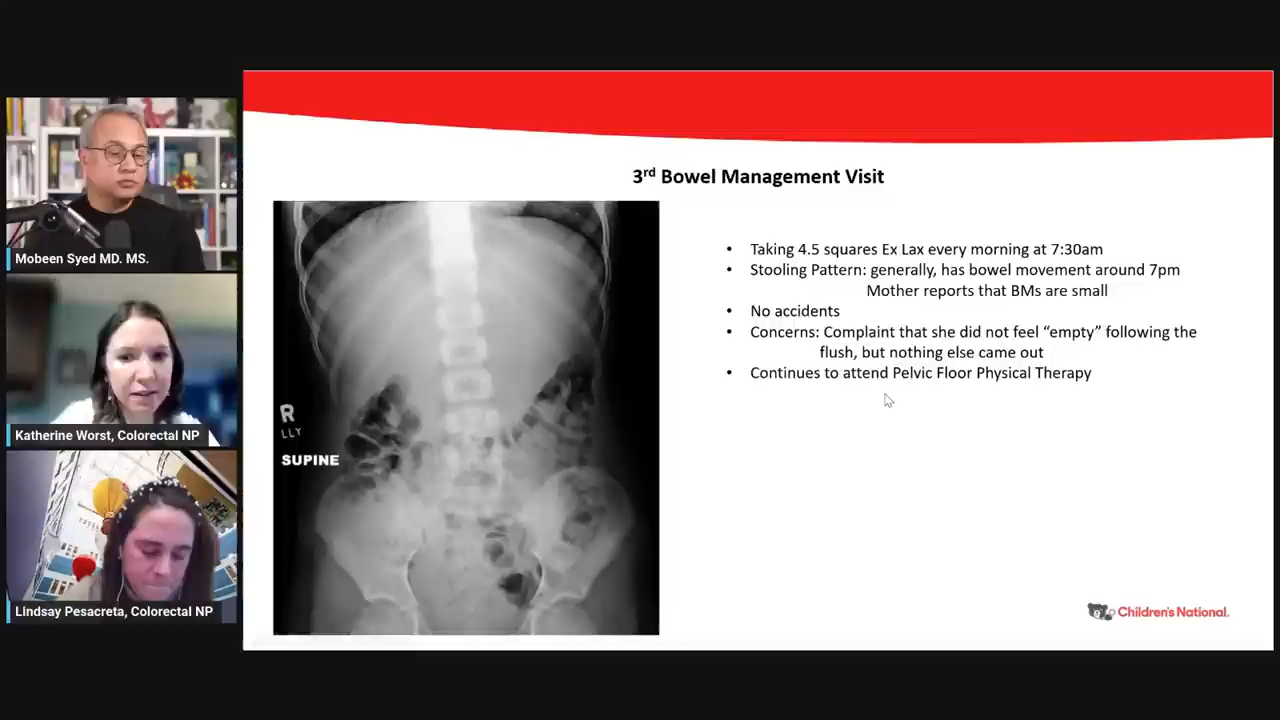 Mobeen Syed MD. MS.
Katherine Worst, Colorectal NP
Lindsay Pesacreta, Colorectal NP
3rd Bowel Management Visit
R
LLY
SUPINE
• Taking 4.5 squares Ex Lax every morning at 7:30am
• Stooling Pattern: generally, has bowel movement around 7pm
Mother reports that BMs are small
• No accidents
• Concerns: Complaint that she did not feel “empty” following the
flush, but nothing else came out
• Continues to attend Pelvic Floor Physical Therapy
Children's National.